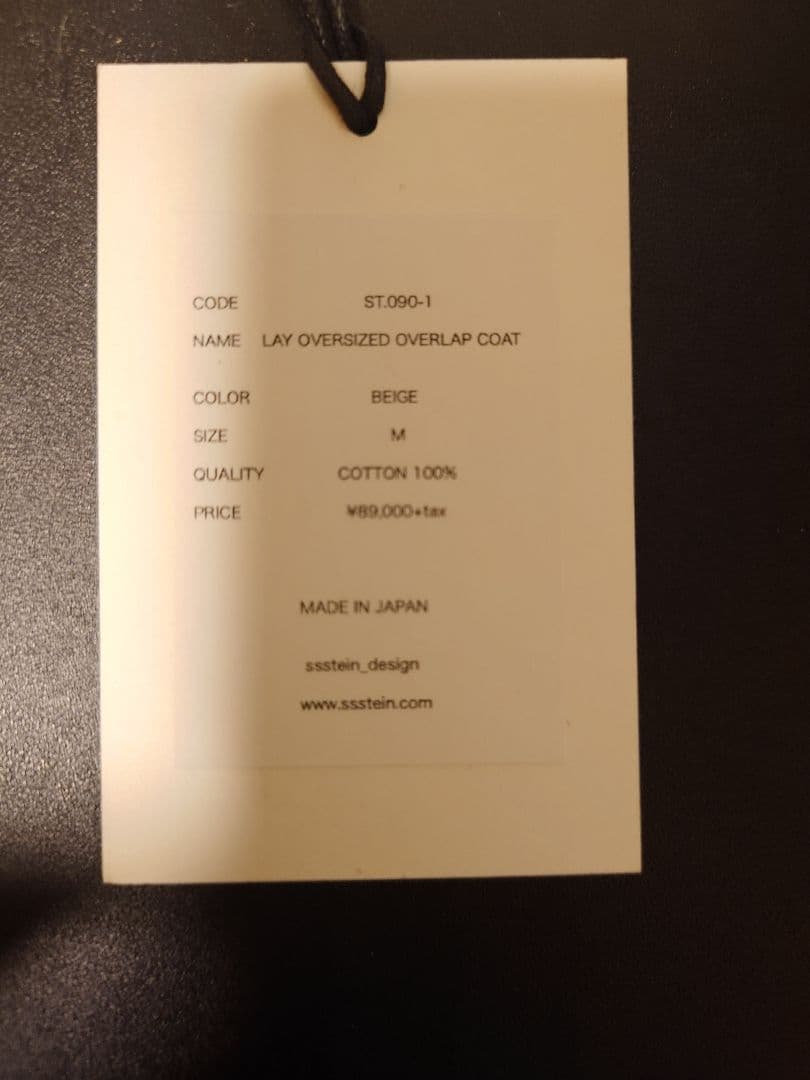 CODE ST.090-1
NAME LAY OVERSIZED OVERLAP COAT
COLOR BEIGE
SIZE M
QUALITY COTTON 100%
PRICE ¥89,000+tax
MADE IN JAPAN
ssstein_design
www.ssstein.com